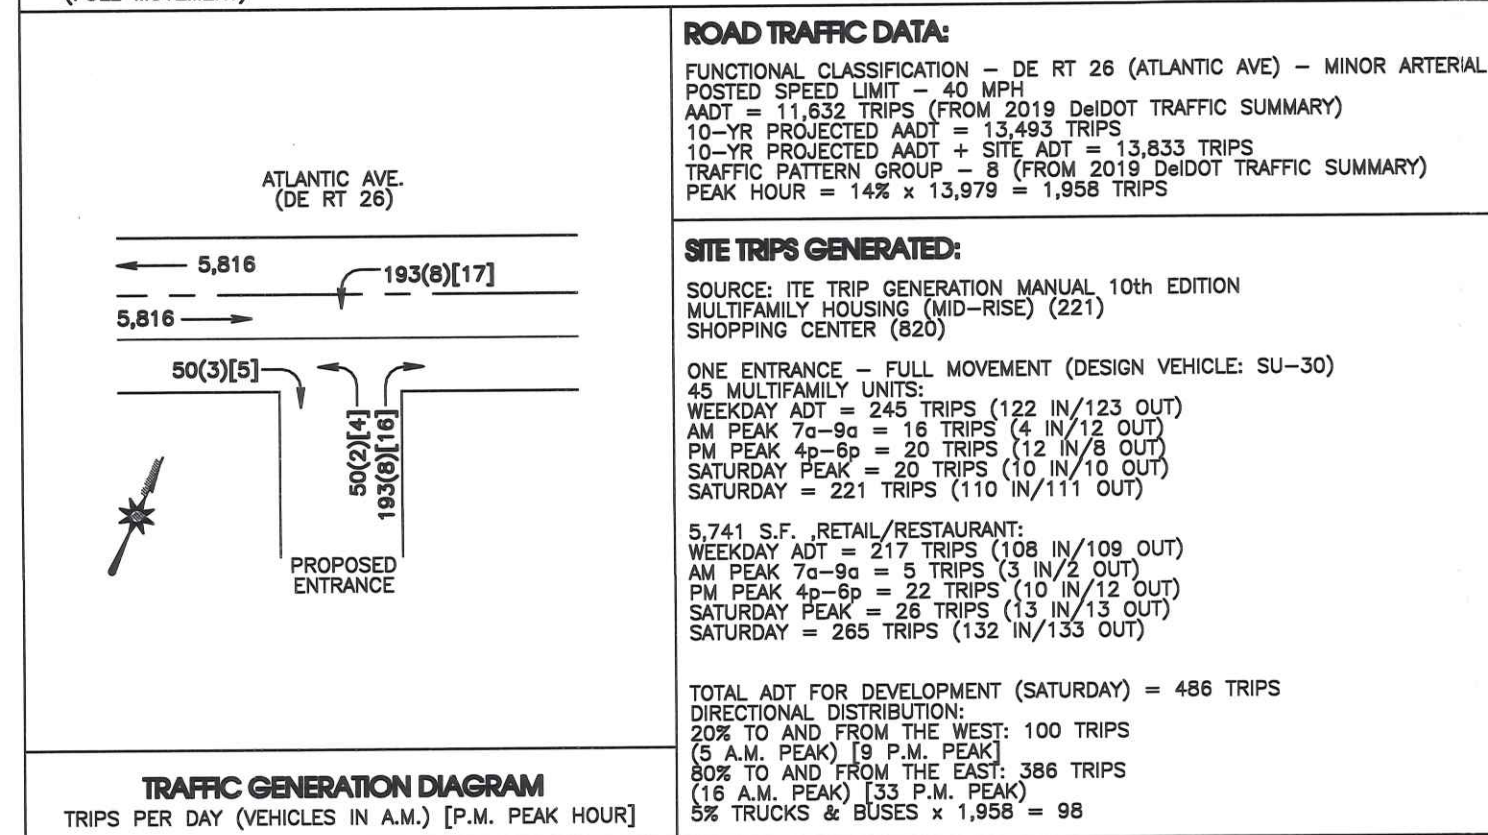 ATLANTIC AVE.
(DE RT 26)
5,816
193(8)[17]
5,816
50(3)[5]
50(2)[4]
193(8)[16]
PROPOSED
ENTRANCE
TRAFFIC GENERATION DIAGRAM
TRIPS PER DAY (VEHICLES IN A.M.) [P.M. PEAK HOUR]
ROAD TRAFFIC DATA:
FUNCTIONAL CLASSIFICATION – DE RT 26 (ATLANTIC AVE) – MINOR ARTERIAL
POSTED SPEED LIMIT – 40 MPH
AADT = 11,632 TRIPS (FROM 2019 DelDOT TRAFFIC SUMMARY)
10-YR PROJECTED AADT = 13,493 TRIPS
10-YR PROJECTED AADT + SITE ADT = 13,833 TRIPS
TRAFFIC PATTERN GROUP – 8 (FROM 2019 DelDOT TRAFFIC SUMMARY)
PEAK HOUR = 14% x 13,979 = 1,958 TRIPS
SITE TRIPS GENERATED:
SOURCE: ITE TRIP GENERATION MANUAL 10th EDITION
MULTIFAMILY HOUSING (MID-RISE) (221)
SHOPPING CENTER (820)
ONE ENTRANCE – FULL MOVEMENT (DESIGN VEHICLE: SU-30)
45 MULTIFAMILY UNITS:
WEEKDAY ADT = 245 TRIPS (122 IN/123 OUT)
AM PEAK 7a-9a = 16 TRIPS (4 IN/12 OUT)
PM PEAK 4p-6p = 20 TRIPS (12 IN/8 OUT)
SATURDAY PEAK = 20 TRIPS (10 IN/10 OUT)
SATURDAY = 221 TRIPS (110 IN/111 OUT)
5,741 S.F. ,RETAIL/RESTAURANT:
WEEKDAY ADT = 217 TRIPS (108 IN/109 OUT)
AM PEAK 7a-9a = 5 TRIPS (3 IN/2 OUT)
PM PEAK 4p-6p = 22 TRIPS (10 IN/12 OUT)
SATURDAY PEAK = 26 TRIPS (13 IN/13 OUT)
SATURDAY = 265 TRIPS (132 IN/133 OUT)
TOTAL ADT FOR DEVELOPMENT (SATURDAY) = 486 TRIPS
DIRECTIONAL DISTRIBUTION:
20% TO AND FROM THE WEST: 100 TRIPS
(5 A.M. PEAK) [9 P.M. PEAK]
80% TO AND FROM THE EAST: 386 TRIPS
(16 A.M. PEAK) [33 P.M. PEAK)
5% TRUCKS & BUSES x 1,958 = 98